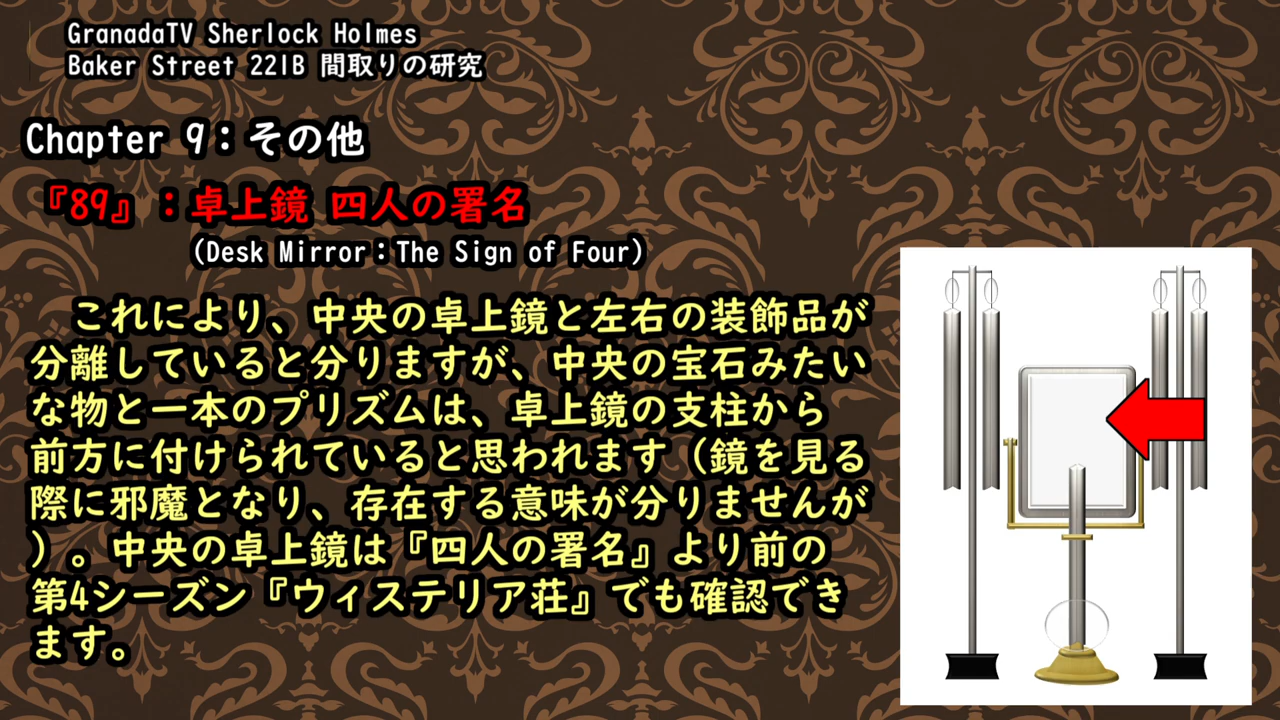 GranadaTV Sherlock Holmes
Baker Street 221B 間取りの研究
Chapter 9：その他
『89』：卓上鏡 四人の署名
（Desk Mirror：The Sign of Four）
これにより、中央の卓上鏡と左右の装飾品が
分離していると分りますが、中央の宝石みたい
な物と一本のプリズムは、卓上鏡の支柱から
前方に付けられていると思われます（鏡を見る
際に邪魔となり、存在する意味が分りませんが
）。中央の卓上鏡は『四人の署名』より前の
第4シーズン『ウィステリア荘』でも確認でき
ます。